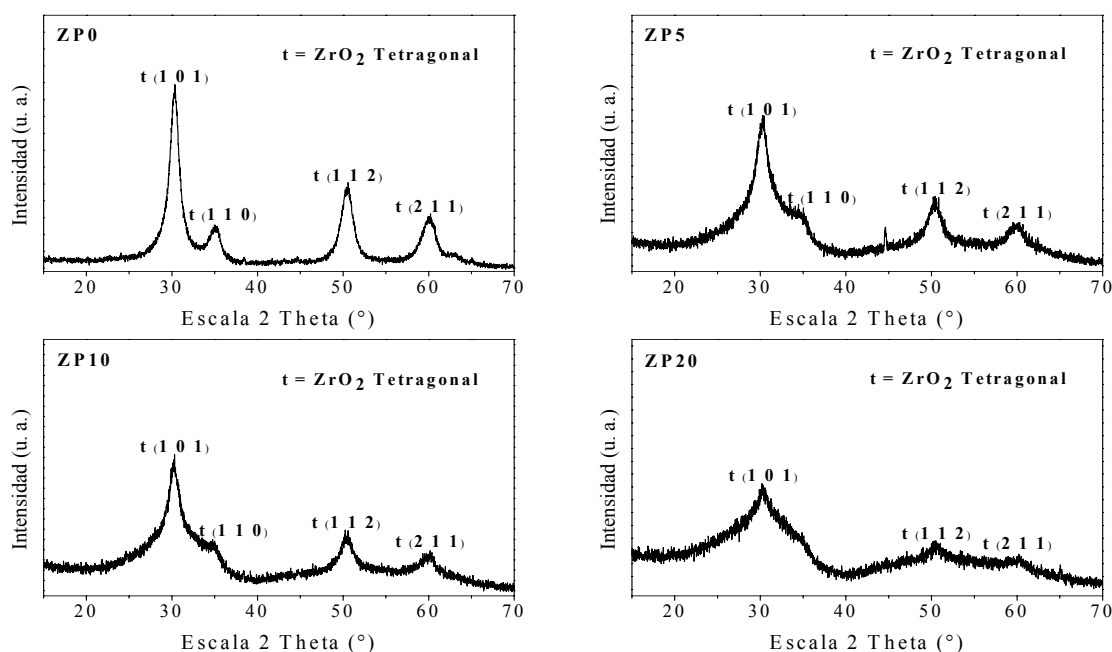 ZP0
t = ZrO2 Tetragonal
t (1 0 1)
t (1 1 0)
t (1 1 2)
t (2 1 1)
Intensidad (u. a.)
20 30 40 50 60 70
Escala 2 Theta (°)
ZP5
t = ZrO2 Tetragonal
t (1 0 1)
t (1 1 0)
t (1 1 2)
t (2 1 1)
Intensidad (u. a.)
20 30 40 50 60 70
Escala 2 Theta (°)
ZP10
t = ZrO2 Tetragonal
t (1 0 1)
t (1 1 0)
t (1 1 2)
t (2 1 1)
Intensidad (u. a.)
20 30 40 50 60 70
Escala 2 Theta (°)
ZP20
t = ZrO2 Tetragonal
t (1 0 1)
t (1 1 2)
t (2 1 1)
Intensidad (u. a.)
20 30 40 50 60 70
Escala 2 Theta (°)